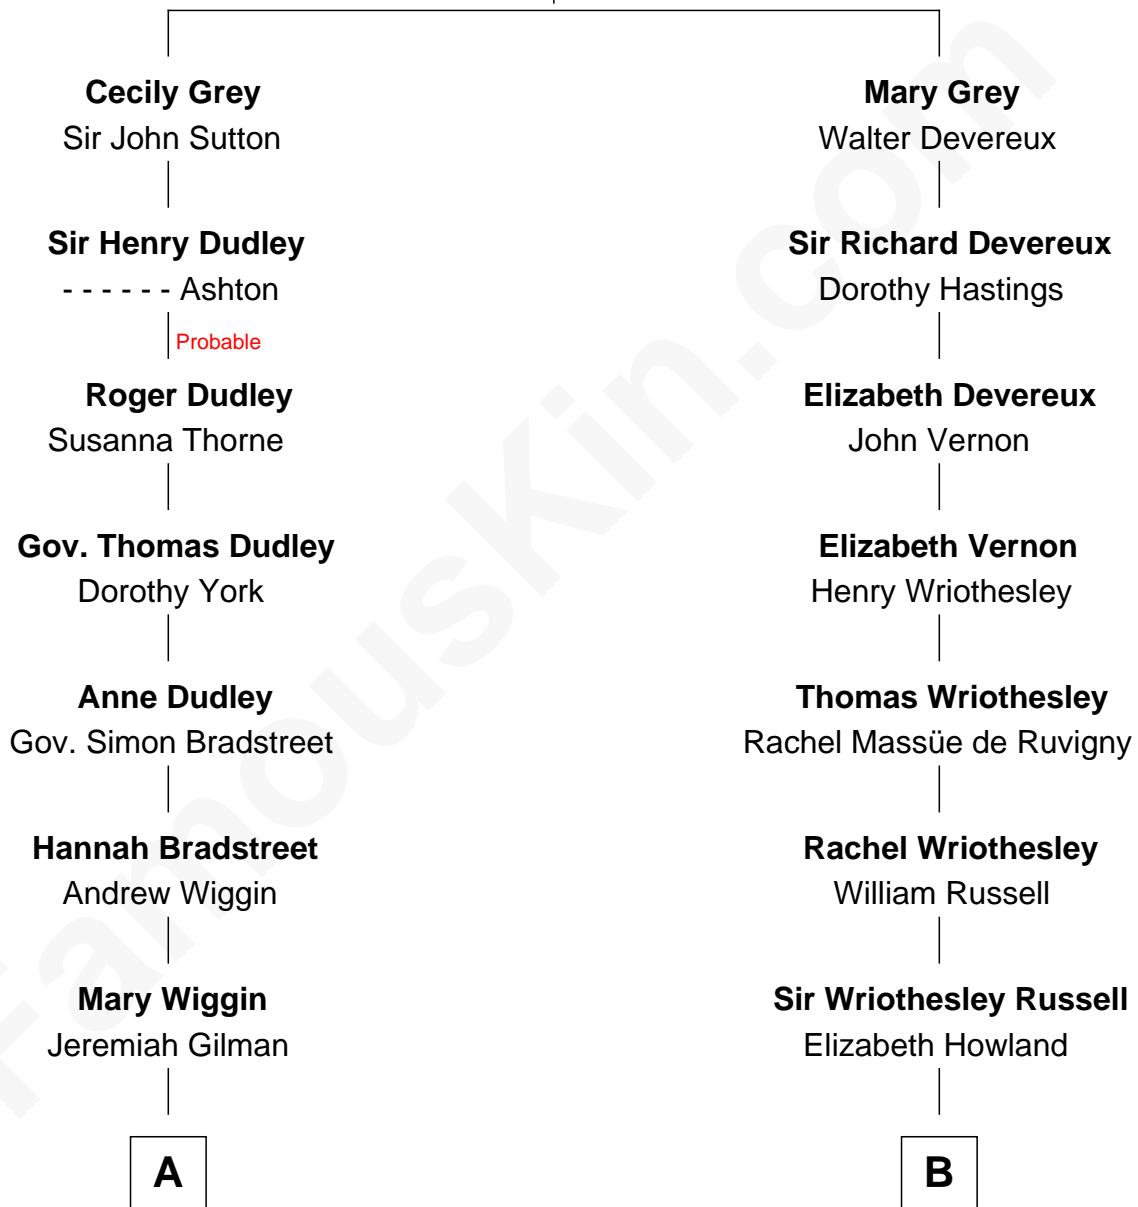 Cecily Grey
Sir John Sutton
Sir Henry Dudley
- - - - - - Ashton
Probable
Roger Dudley
Susanna Thorne
Gov. Thomas Dudley
Dorothy York
Anne Dudley
Gov. Simon Bradstreet
Hannah Bradstreet
Andrew Wiggin
Mary Wiggin
Jeremiah Gilman
A
Mary Grey
Walter Devereux
Sir Richard Devereux
Dorothy Hastings
Elizabeth Devereux
John Vernon
Elizabeth Vernon
Henry Wriothesley
Thomas Wriothesley
Rachel Massüe de Ruvigny
Rachel Wriothesley
William Russell
Sir Wriothesley Russell
Elizabeth Howland
B
FamousKin.com